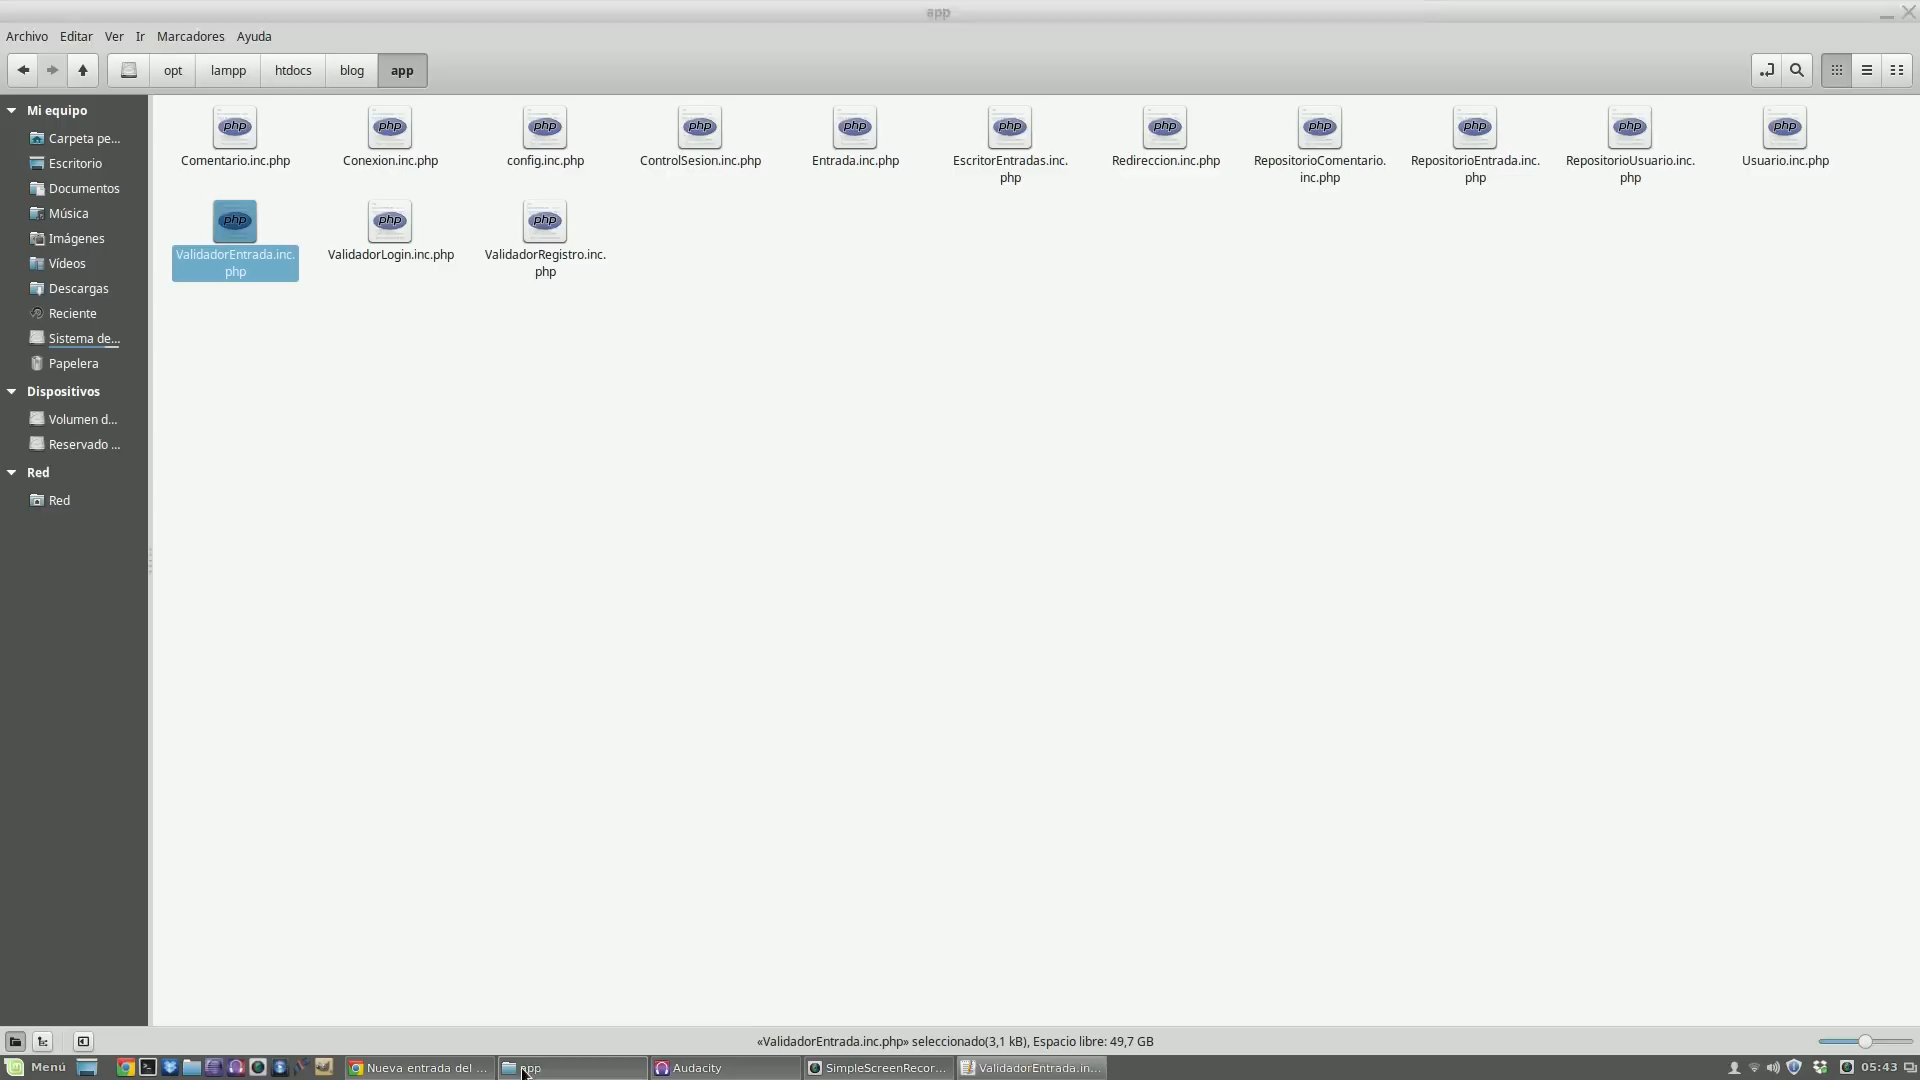 app
Archivo Editar Ver Ir Marcadores Ayuda
opt lampp htdocs blog app
Mi equipo
Carpeta pe...
Escritorio
Documentos
Música
Imágenes
Vídeos
Descargas
Reciente
Sistema de...
Papelera
Dispositivos
Volumen d...
Reservado ...
Red
Red
php php php php php php php php php php php
Comentario.inc.php Conexion.inc.php config.inc.php ControlSesion.inc.php Entrada.inc.php EscritorEntradas.inc. Redireccion.inc.php RepositorioComentario. RepositorioEntrada.inc. RepositorioUsuario.inc. Usuario.inc.php
php inc.php php php
php php php
ValidadorEntrada.inc. ValidadorLogin.inc.php ValidadorRegistro.inc.
php php
«ValidadorEntrada.inc.php» seleccionado(3,1 kB), Espacio libre: 49,7 GB
Menú Nueva entrada del ... app Audacity SimpleScreenRecor... ValidadorEntrada.in... 05:43